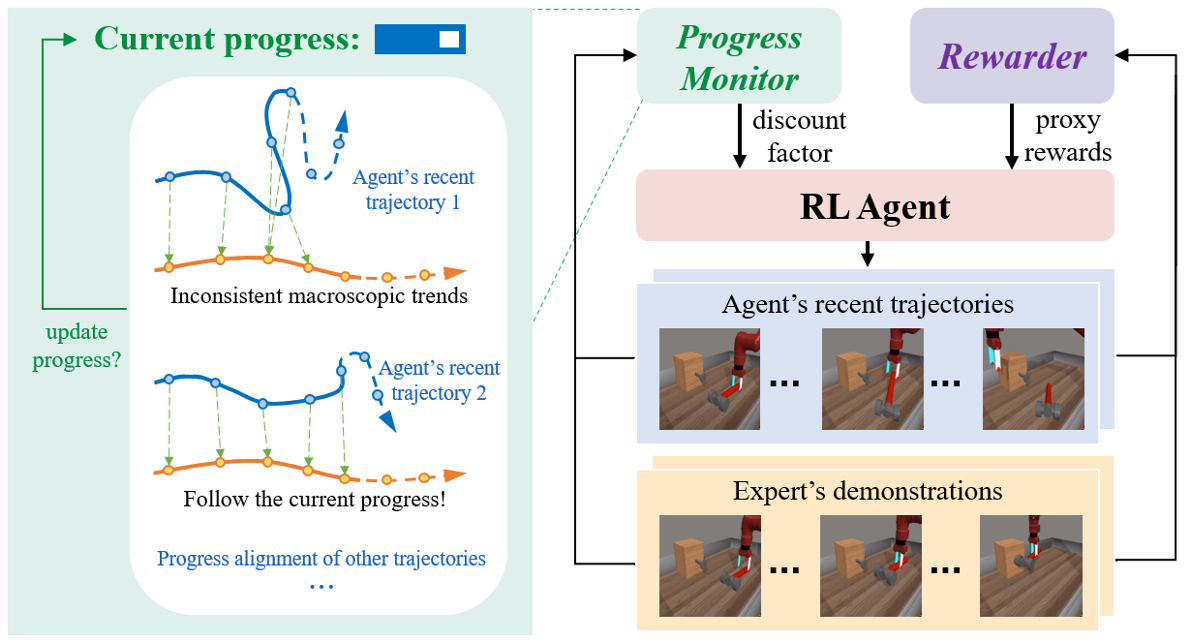 Current progress:
Agent's recent
trajectory 1
Inconsistent macroscopic trends
update
progress?
Agent's recent
trajectory 2
Follow the current progress!
Progress alignment of other trajectories
...
Progress
Monitor
Rewarder
discount
factor
proxy
rewards
RL Agent
Agent's recent trajectories
... ...
Expert's demonstrations
... ...